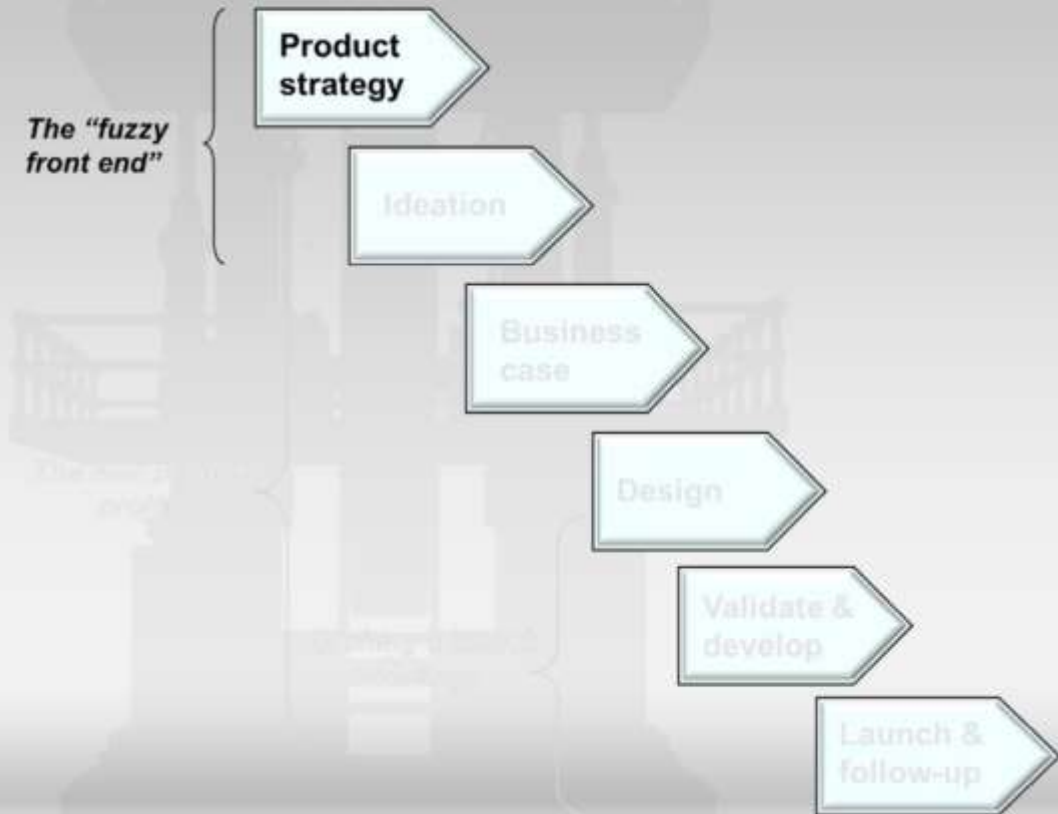 Product
strategy
The “fuzzy
front end”
Ideation
Business
case
Design
Validate &
develop
Launch &
follow-up